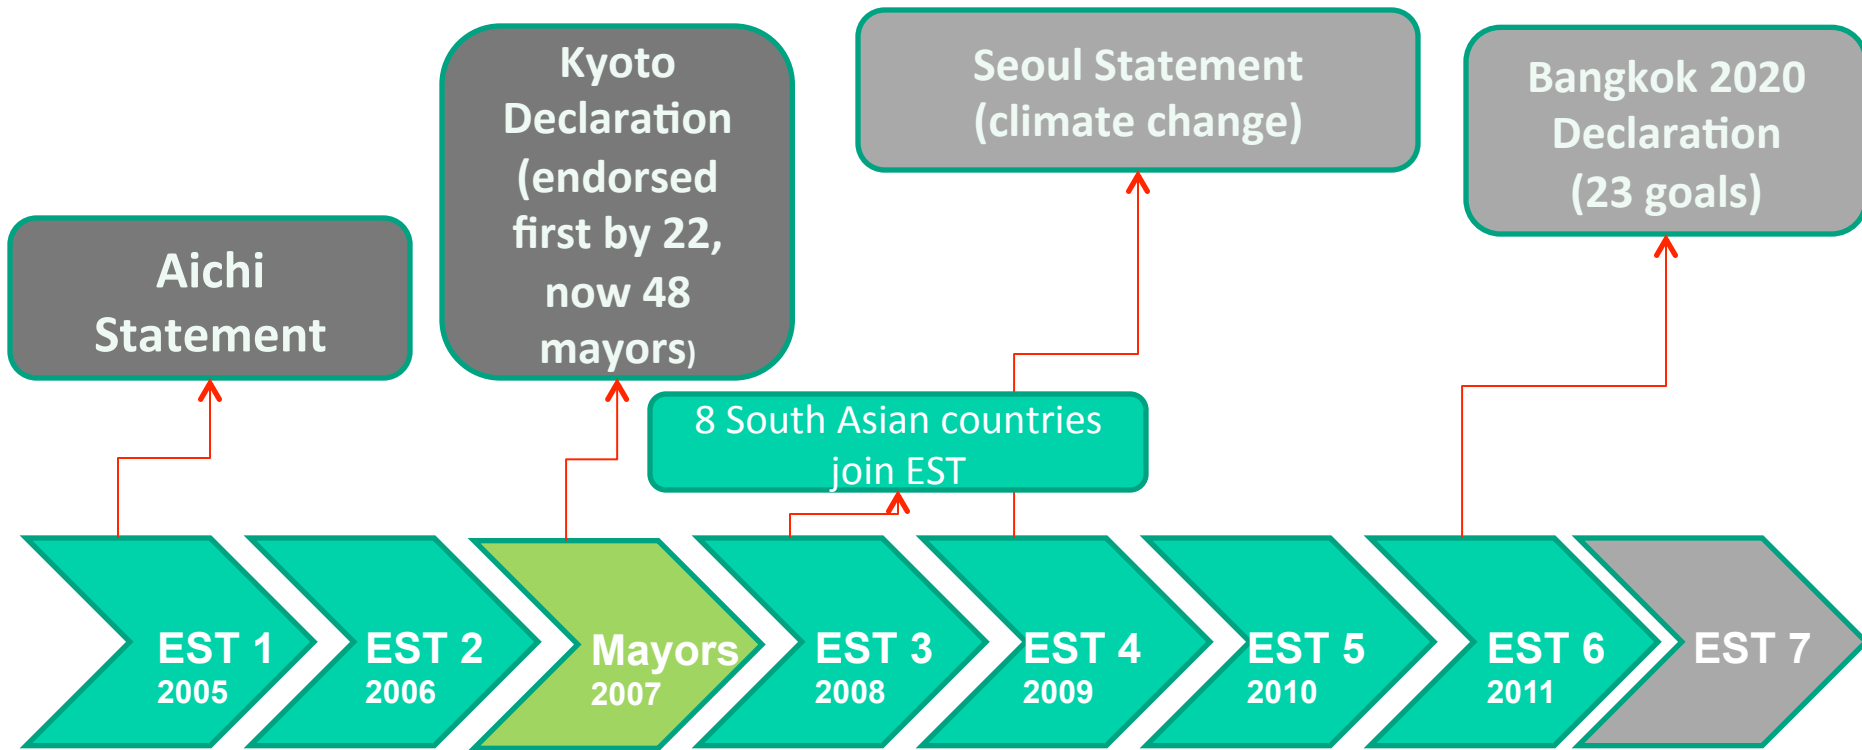 Aichi
Statement
Kyoto
Declaration
(endorsed
first by 22,
now 48
mayors)
8 South Asian countries
join EST
Seoul Statement
(climate change)
Bangkok 2020
Declaration
(23 goals)
EST 1
2005
EST 2
2006
Mayors
2007
EST 3
2008
EST 4
2009
EST 5
2010
EST 6
2011
EST 7